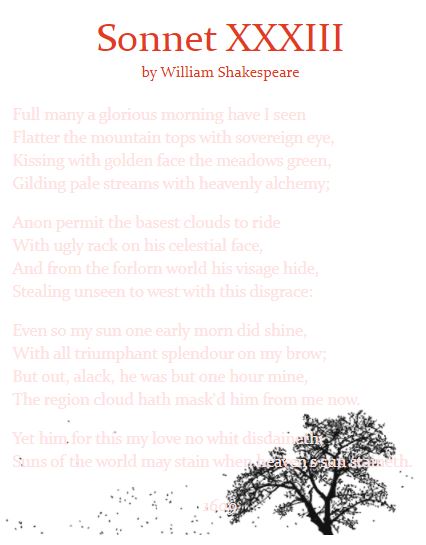 Sonnet XXXIII
by William Shakespeare
Full many a glorious morning have I seen
Flatter the mountain tops with sovereign eye,
Kissing with golden face the meadows green,
Gilding pale streams with heavenly alchemy;
Anon permit the basest clouds to ride
With ugly rack on his celestial face,
And from the forlorn world his visage hide,
Stealing unseen to west with this disgrace:
Even so my sun one early morn did shine,
With all triumphant splendour on my brow;
But out, alack, he was but one hour mine,
The region cloud hath mask'd him from me now.
Yet him for this my love no whit disdaineth;
Suns of the world may stain when heaven's sun staineth.
1609